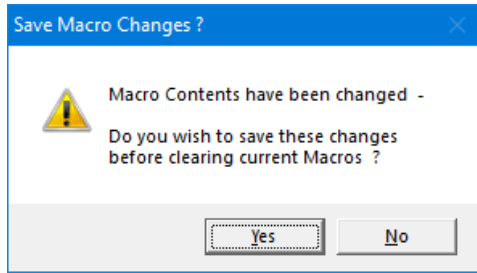 Save Macro Changes ?
Macro Contents have been changed  -
Do you wish to save these changes
before clearing current Macros  ?
Yes
No